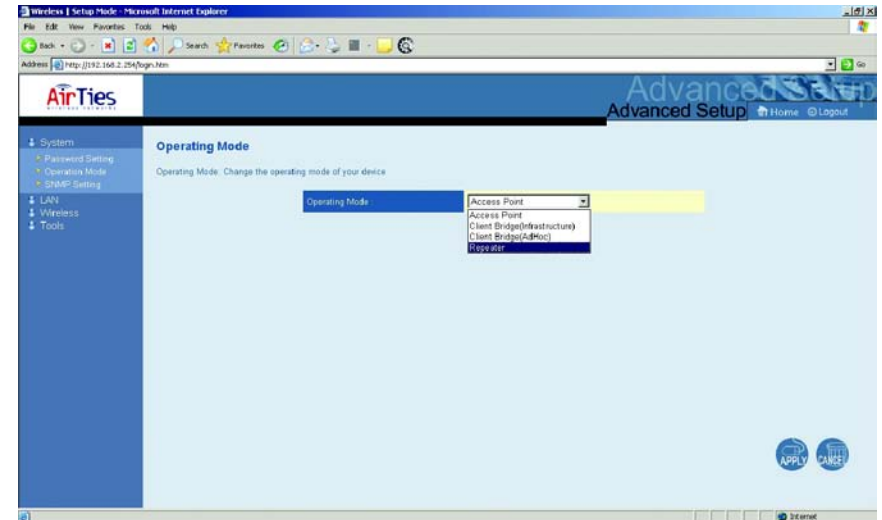 Wireless | Setup Mode - Microsoft Internet Explorer
File Edit View Favorites Tools Help
Back Search Favorites
Address http://192.168.2.254/login.htm Go
AirTies
Advanced Setup
Advanced Setup Home Logout
System
Password Setting
Operation Mode
SNMP Setting
LAN
Wireless
Tools
Operating Mode
Operating Mode: Change the operating mode of your device
Operating Mode : Access Point
Access Point
Client Bridge(Infrastructure)
Client Bridge(AdHoc)
Repeater
APPLY CANCEL
Internet